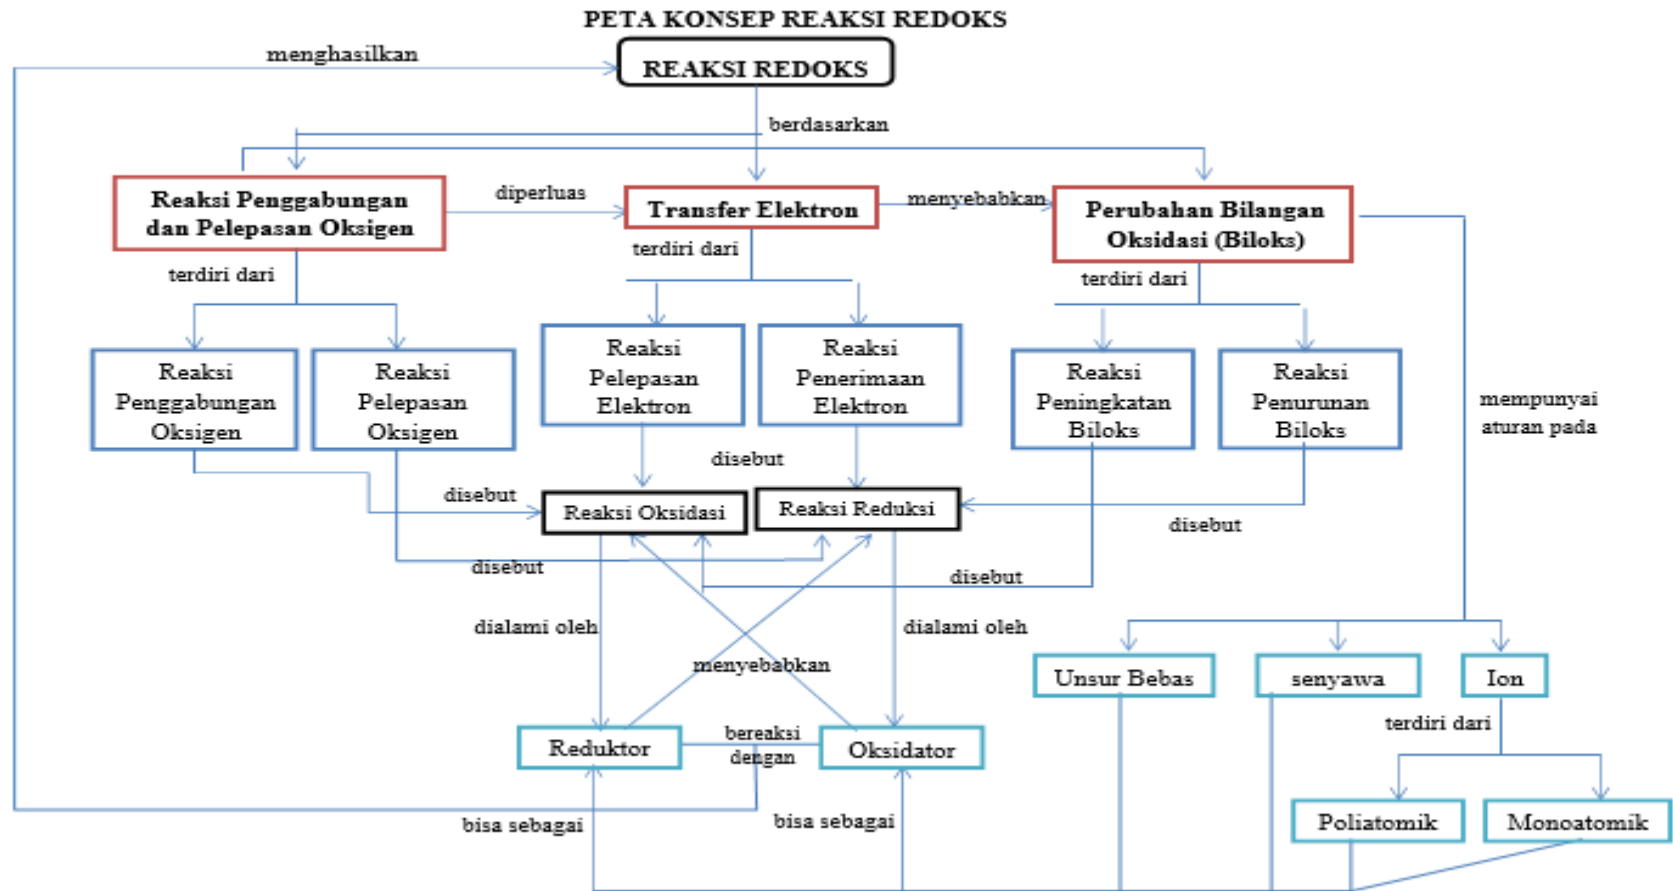 PETA KONSEP REAKSI REDOKS
menghasilkan
REAKSI REDOKS
berdasarkan
Reaksi Penggabungan
dan Pelepasan Oksigen
diperluas
Transfer Elektron
menyebabkan
Perubahan Bilangan
Oksidasi (Biloks)
terdiri dari
terdiri dari
terdiri dari
Reaksi
Penggabungan
Oksigen
Reaksi
Pelepasan
Oksigen
Reaksi
Pelepasan
Elektron
Reaksi
Penerimaan
Elektron
Reaksi
Peningkatan
Biloks
Reaksi
Penurunan
Biloks
mempunyai
aturan pada
disebut
disebut
Reaksi Oksidasi
Reaksi Reduksi
disebut
disebut
disebut
dialami oleh
dialami oleh
menyebabkan
Unsur Bebas
senyawa
Ion
terdiri dari
Reduktor
bereaksi
dengan
Oksidator
bisa sebagai
bisa sebagai
Poliatomik
Monoatomik